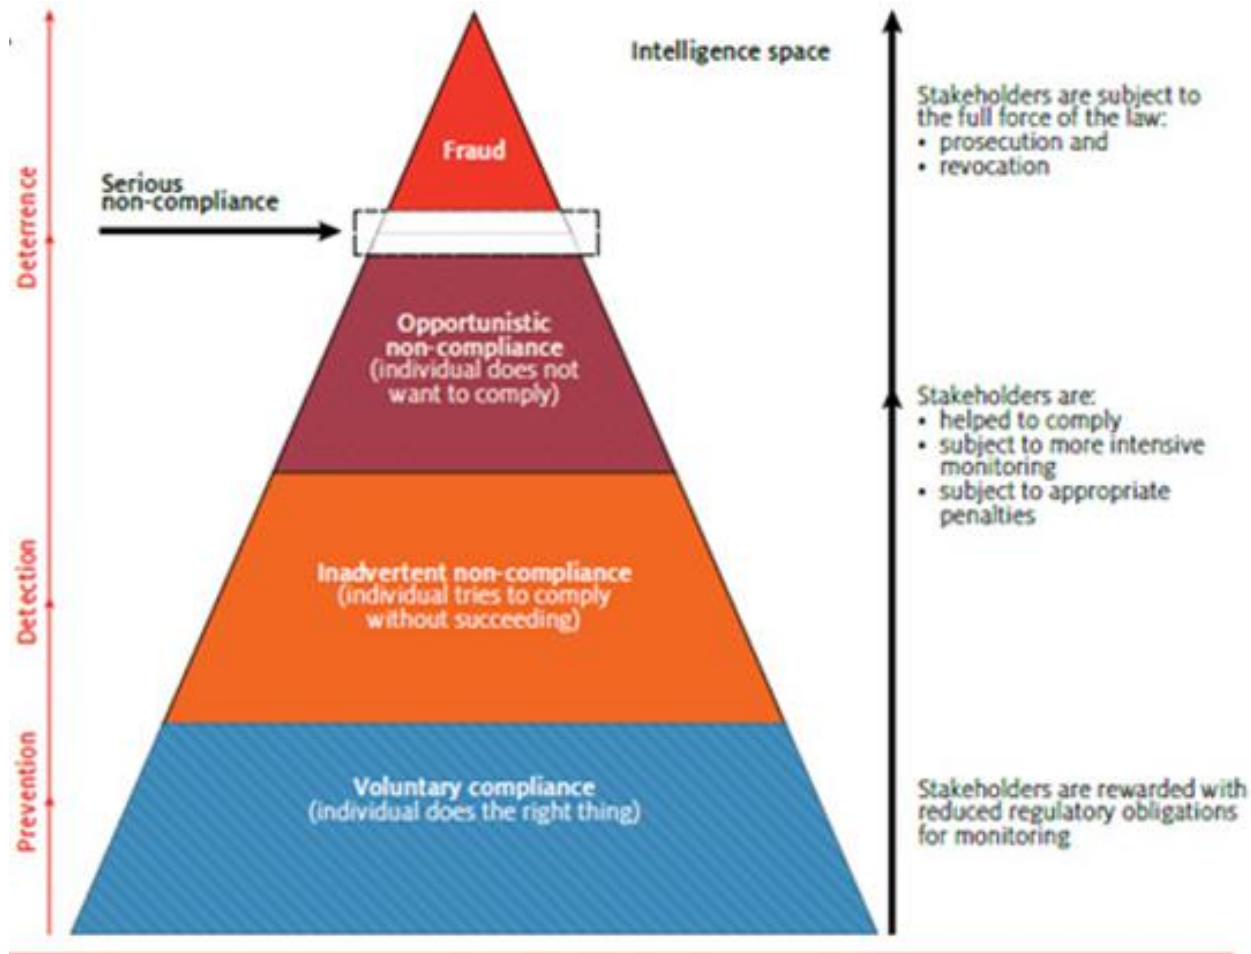 Intelligence space
Stakeholders are subject to
the full force of the law:
• prosecution and
• revocation
Fraud
Deterrence
Serious
non-compliance
Opportunistic
non-compliance
(individual does not
want to comply)
Stakeholders are:
• helped to comply
• subject to more intensive
monitoring
• subject to appropriate
penalties
Detection
Inadvertent non-compliance
(individual tries to comply
without succeeding)
Prevention
Voluntary compliance
(individual does the right thing)
Stakeholders are rewarded with
reduced regulatory obligations
for monitoring